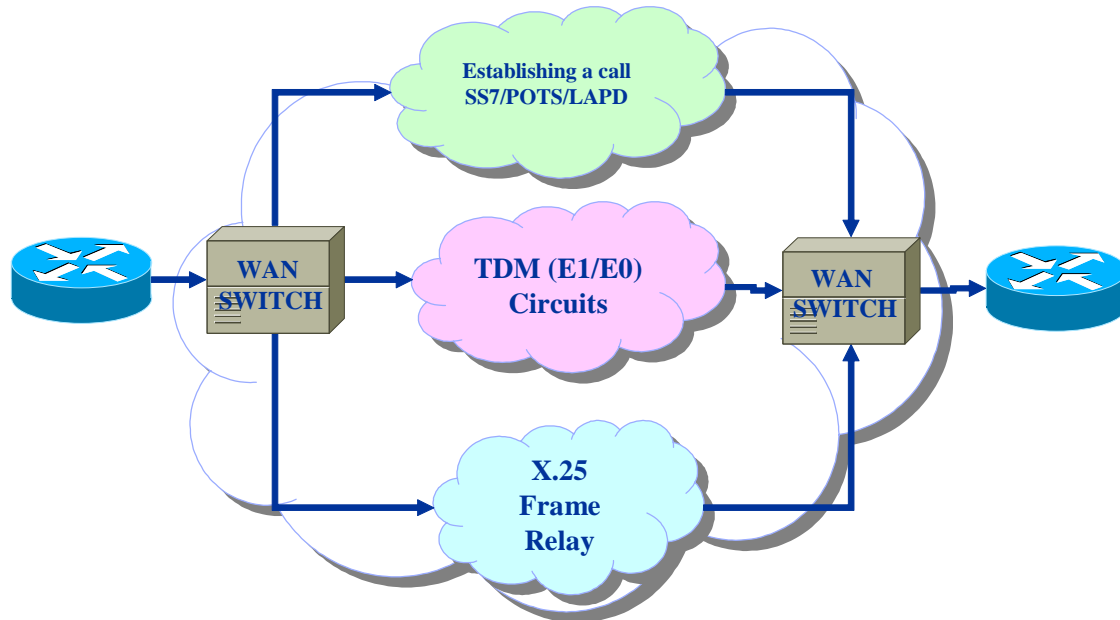 Establishing a call
SS7/POTS/LAPD
WAN
SWITCH
TDM (E1/E0)
Circuits
WAN
SWITCH
X.25
Frame
Relay